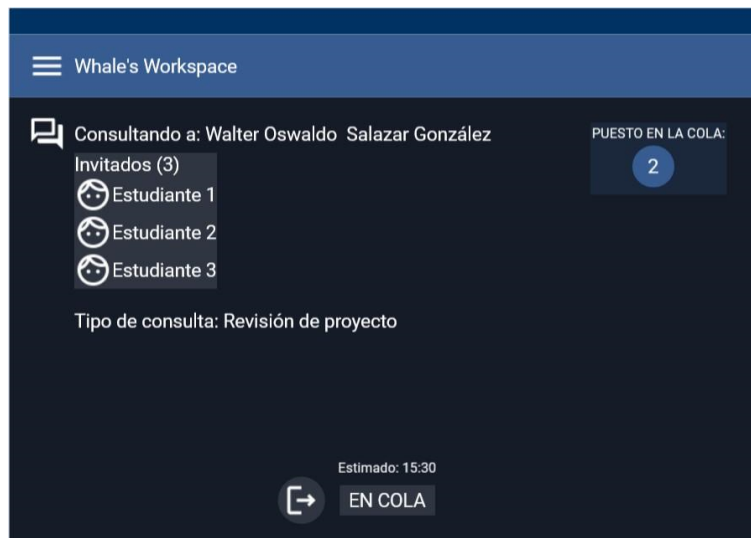 Whale's Workspace
Consultando a: Walter Oswaldo Salazar González
PUESTO EN LA COLA:
2
Invitados (3)
Estudiante 1
Estudiante 2
Estudiante 3
Tipo de consulta: Revisión de proyecto
Estimado: 15:30
EN COLA